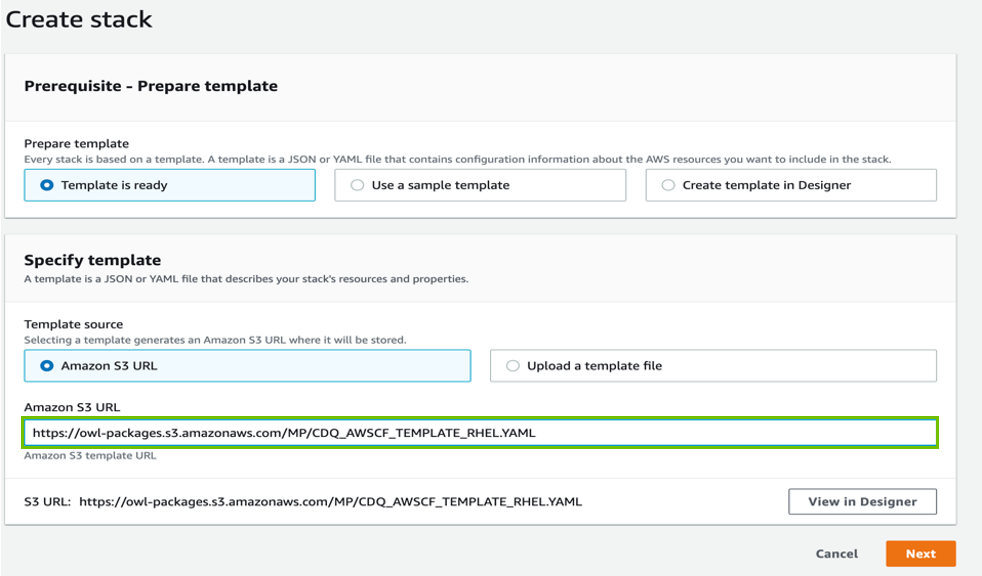 Create stack
Prerequisite - Prepare template
Prepare template
Every stack is based on a template. A template is a JSON or YAML file that contains configuration information about the AWS resources you want to include in the stack.
Template is ready
Use a sample template
Create template in Designer
Specify template
A template is a JSON or YAML file that describes your stack's resources and properties.
Template source
Selecting a template generates an Amazon S3 URL where it will be stored.
Amazon S3 URL
Upload a template file
Amazon S3 URL
https://owl-packages.s3.amazonaws.com/MP/CDQ_AWSCF_TEMPLATE_RHEL.YAML
Amazon S3 template URL
S3 URL: https://owl-packages.s3.amazonaws.com/MP/CDQ_AWSCF_TEMPLATE_RHEL.YAML
View in Designer
Cancel
Next